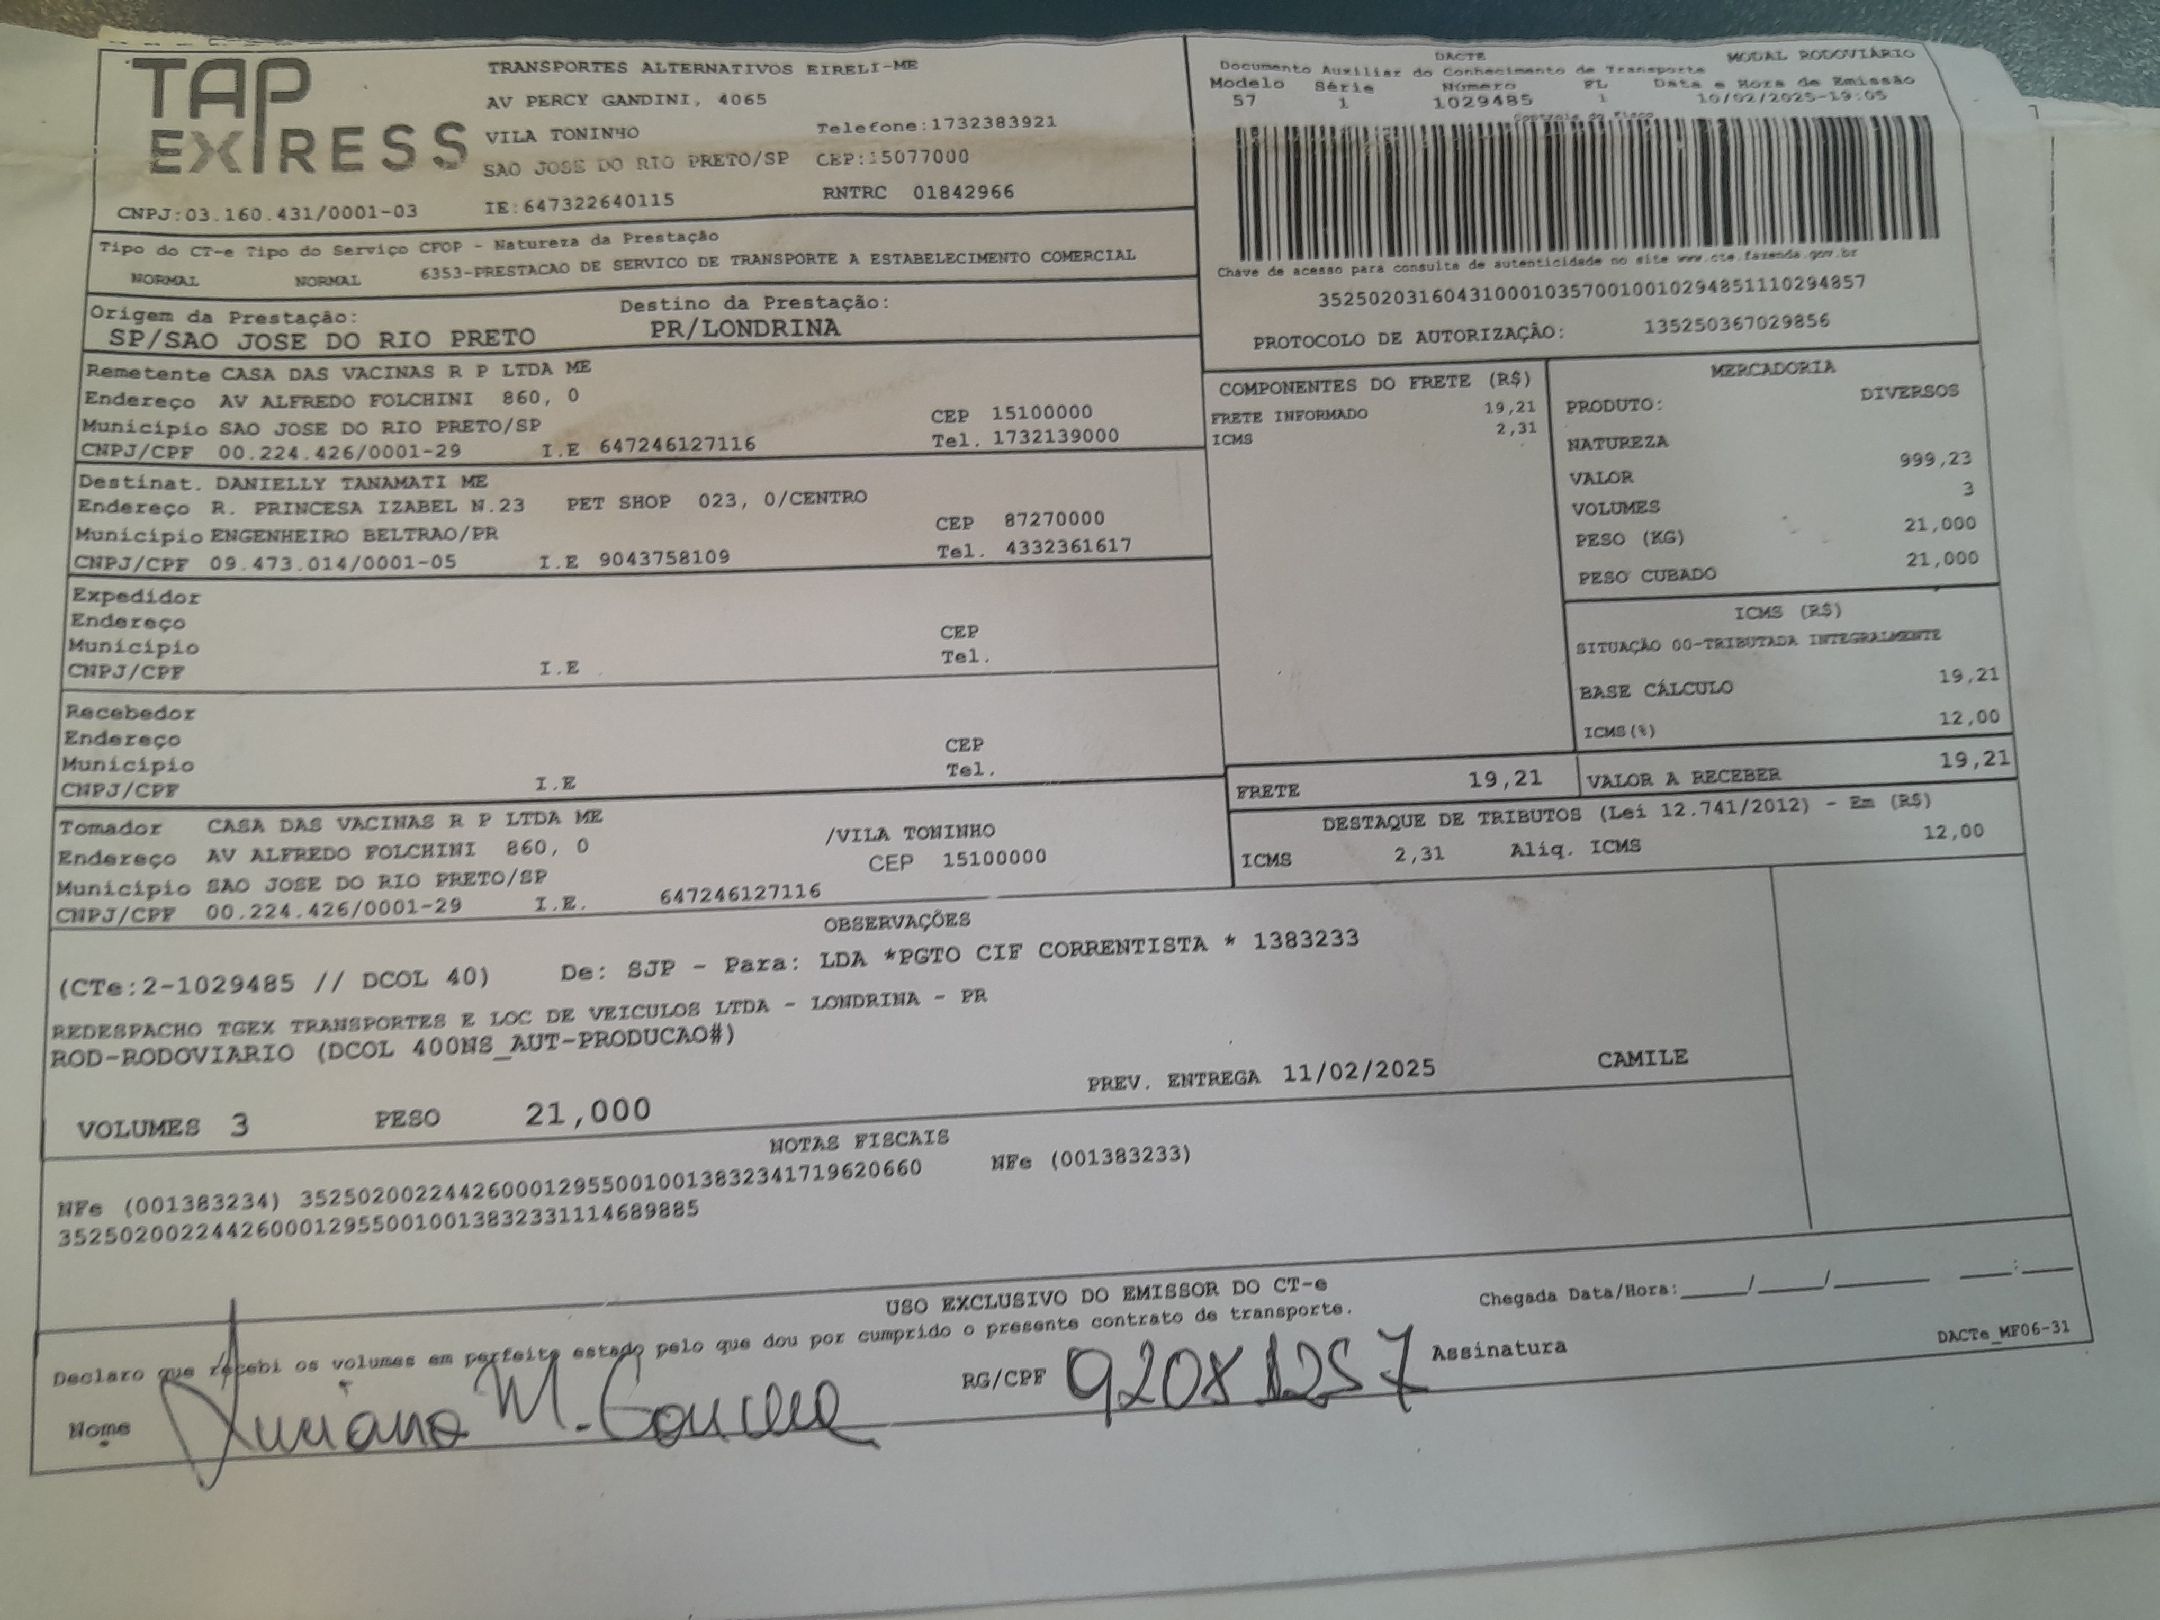 TAP EXPRESS
TRANSPORTES ALTERNATIVOS EIRELI-ME
AV PERCY GANDINI, 4065
VILA TONINHO Telefone:1732383921
SAO JOSE DO RIO PRETO/SP CEP:15077000
CNPJ:03.160.431/0001-03 IE:647322640115 RNTRC 01842966
DACTE MODAL RODOVIÁRIO
Documento Auxiliar do Conhecimento de Transporte
Modelo Série Número FL Data e Hora de Emissão
57 1 1029485 1 10/02/2025-19:05
Controle do Fisco
Chave de acesso para consulta de autenticidade no site www.cte.fazenda.gov.br
35250203160431000103570010010294851110294857
PROTOCOLO DE AUTORIZAÇÃO: 135250367029856
Tipo do CT-e Tipo do Serviço CFOP - Natureza da Prestação
NORMAL NORMAL 6353-PRESTACAO DE SERVICO DE TRANSPORTE A ESTABELECIMENTO COMERCIAL
Origem da Prestação: Destino da Prestação:
SP/SAO JOSE DO RIO PRETO PR/LONDRINA
Remetente CASA DAS VACINAS R P LTDA ME
Endereço AV ALFREDO FOLCHINI 860, 0
Município SAO JOSE DO RIO PRETO/SP CEP 15100000
CNPJ/CPF 00.224.426/0001-29 I.E 647246127116 Tel. 1732139000
Destinat. DANIELLY TANAMATI ME
Endereço R. PRINCESA IZABEL N.23 PET SHOP 023, 0/CENTRO
Município ENGENHEIRO BELTRAO/PR CEP 87270000
CNPJ/CPF 09.473.014/0001-05 I.E 9043758109 Tel. 4332361617
Expedidor
Endereço
Município CEP
CNPJ/CPF I.E Tel.
Recebedor
Endereço
Município CEP
CNPJ/CPF I.E Tel.
Tomador CASA DAS VACINAS R P LTDA ME
Endereço AV ALFREDO FOLCHINI 860, 0 /VILA TONINHO
Município SAO JOSE DO RIO PRETO/SP CEP 15100000
CNPJ/CPF 00.224.426/0001-29 I.E. 647246127116
COMPONENTES DO FRETE (R$)
FRETE INFORMADO 19,21
ICMS 2,31
MERCADORIA
PRODUTO: DIVERSOS
NATUREZA
VALOR 999,23
VOLUMES 3
PESO (KG) 21,000
PESO CUBADO 21,000
ICMS (R$)
SITUAÇÃO 00-TRIBUTADA INTEGRALMENTE
BASE CÁLCULO 19,21
ICMS(%) 12,00
FRETE 19,21 VALOR A RECEBER 19,21
DESTAQUE DE TRIBUTOS (Lei 12.741/2012) - Em (R$)
ICMS 2,31 Aliq. ICMS 12,00
OBSERVAÇÕES
(CTe:2-1029485 // DCOL 40) De: SJP - Para: LDA *PGTO CIF CORRENTISTA * 1383233
REDESPACHO TGEX TRANSPORTES E LOC DE VEICULOS LTDA - LONDRINA - PR
ROD-RODOVIARIO (DCOL 400NS_AUT-PRODUCAO#)
PREV. ENTREGA 11/02/2025 CAMILE
VOLUMES 3 PESO 21,000
NOTAS FISCAIS
NFe (001383234) 35250200224426000129550010013832341719620660 NFe (001383233)
35250200224426000129550010013832331114689885
USO EXCLUSIVO DO EMISSOR DO CT-e
Declaro que recebi os volumes em perfeito estado pelo que dou por cumprido o presente contrato de transporte.
Chegada Data/Hora:____/____/______ ___:___
Nome Luciana M. RG/CPF Assinatura
DACTe_MF06-31